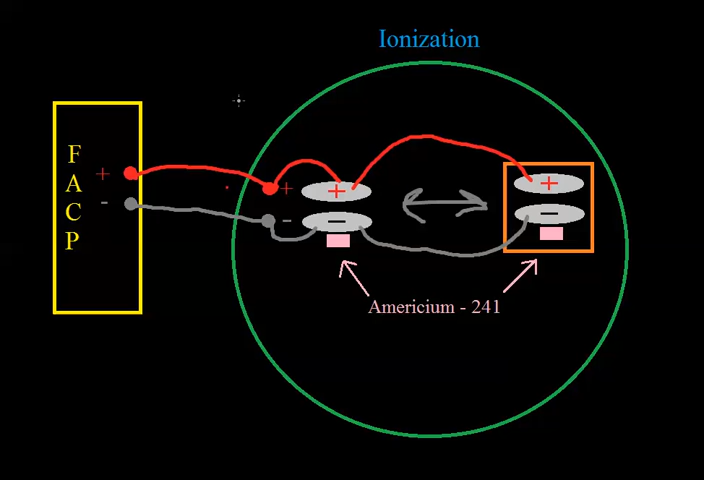 Ionization
F
A
C
P
+
-
+
-
+
-
+
-
Americium - 241